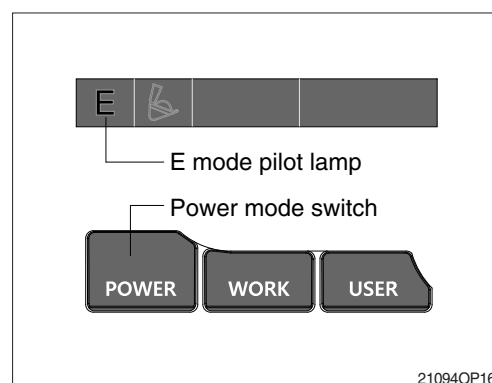 E
E mode pilot lamp
Power mode switch
POWER WORK USER
21094OP16